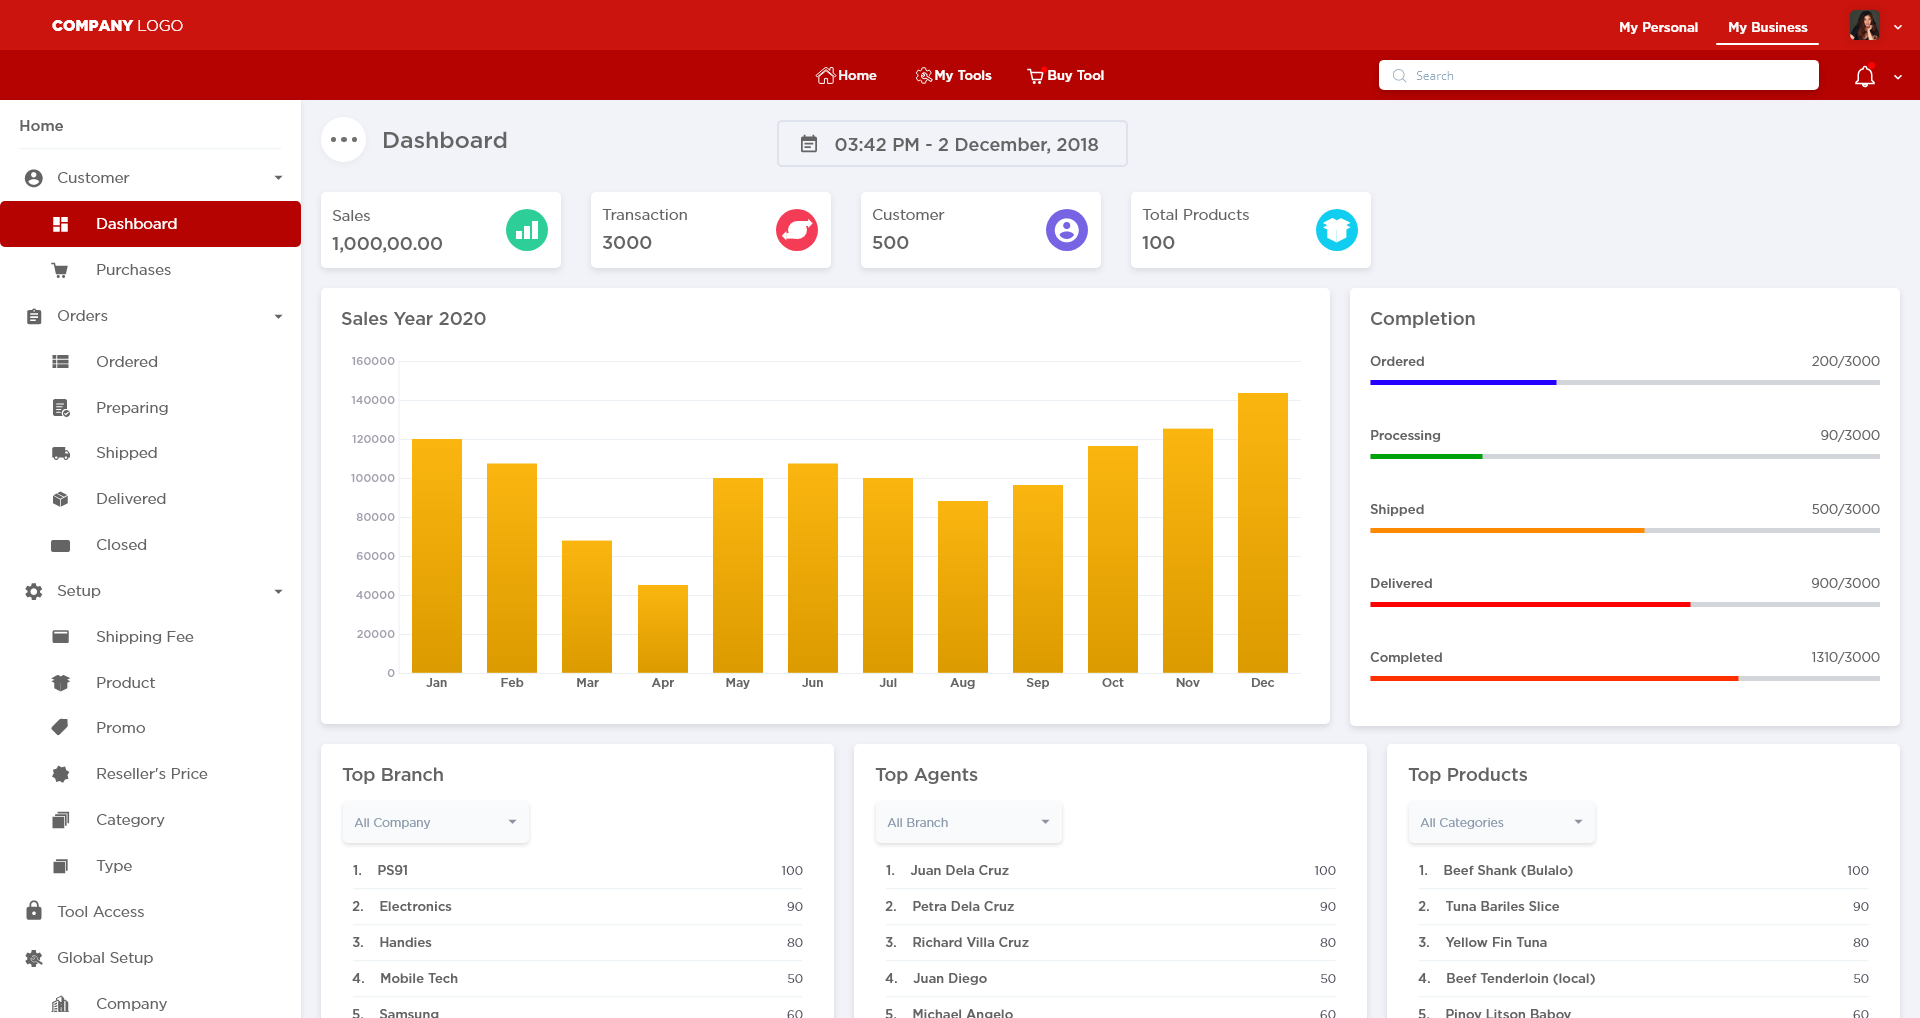 COMPANY LOGO
My Personal
My Business
Home
My Tools
Buy Tool
Search
Home
Customer
Dashboard
Purchases
Orders
Ordered
Preparing
Shipped
Delivered
Closed
Setup
Shipping Fee
Product
Promo
Reseller's Price
Category
Type
Tool Access
Global Setup
Company
Dashboard
03:42 PM - 2 December, 2018
Sales
1,000,00.00
Transaction
3000
Customer
500
Total Products
100
Sales Year 2020
160000
140000
120000
100000
80000
60000
40000
20000
0
Jan Feb Mar Apr May Jun Jul Aug Sep Oct Nov Dec
Completion
Ordered 200/3000
Processing 90/3000
Shipped 500/3000
Delivered 900/3000
Completed 1310/3000
Top Branch
All Company
1. PS91 100
2. Electronics 90
3. Handies 80
4. Mobile Tech 50
5. Samsung 60
Top Agents
All Branch
1. Juan Dela Cruz 100
2. Petra Dela Cruz 90
3. Richard Villa Cruz 80
4. Juan Diego 50
5. Michael Angelo 60
Top Products
All Categories
1. Beef Shank (Bulalo) 100
2. Tuna Bariles Slice 90
3. Yellow Fin Tuna 80
4. Beef Tenderloin (local) 50
5. Pinoy Litson Baboy 60